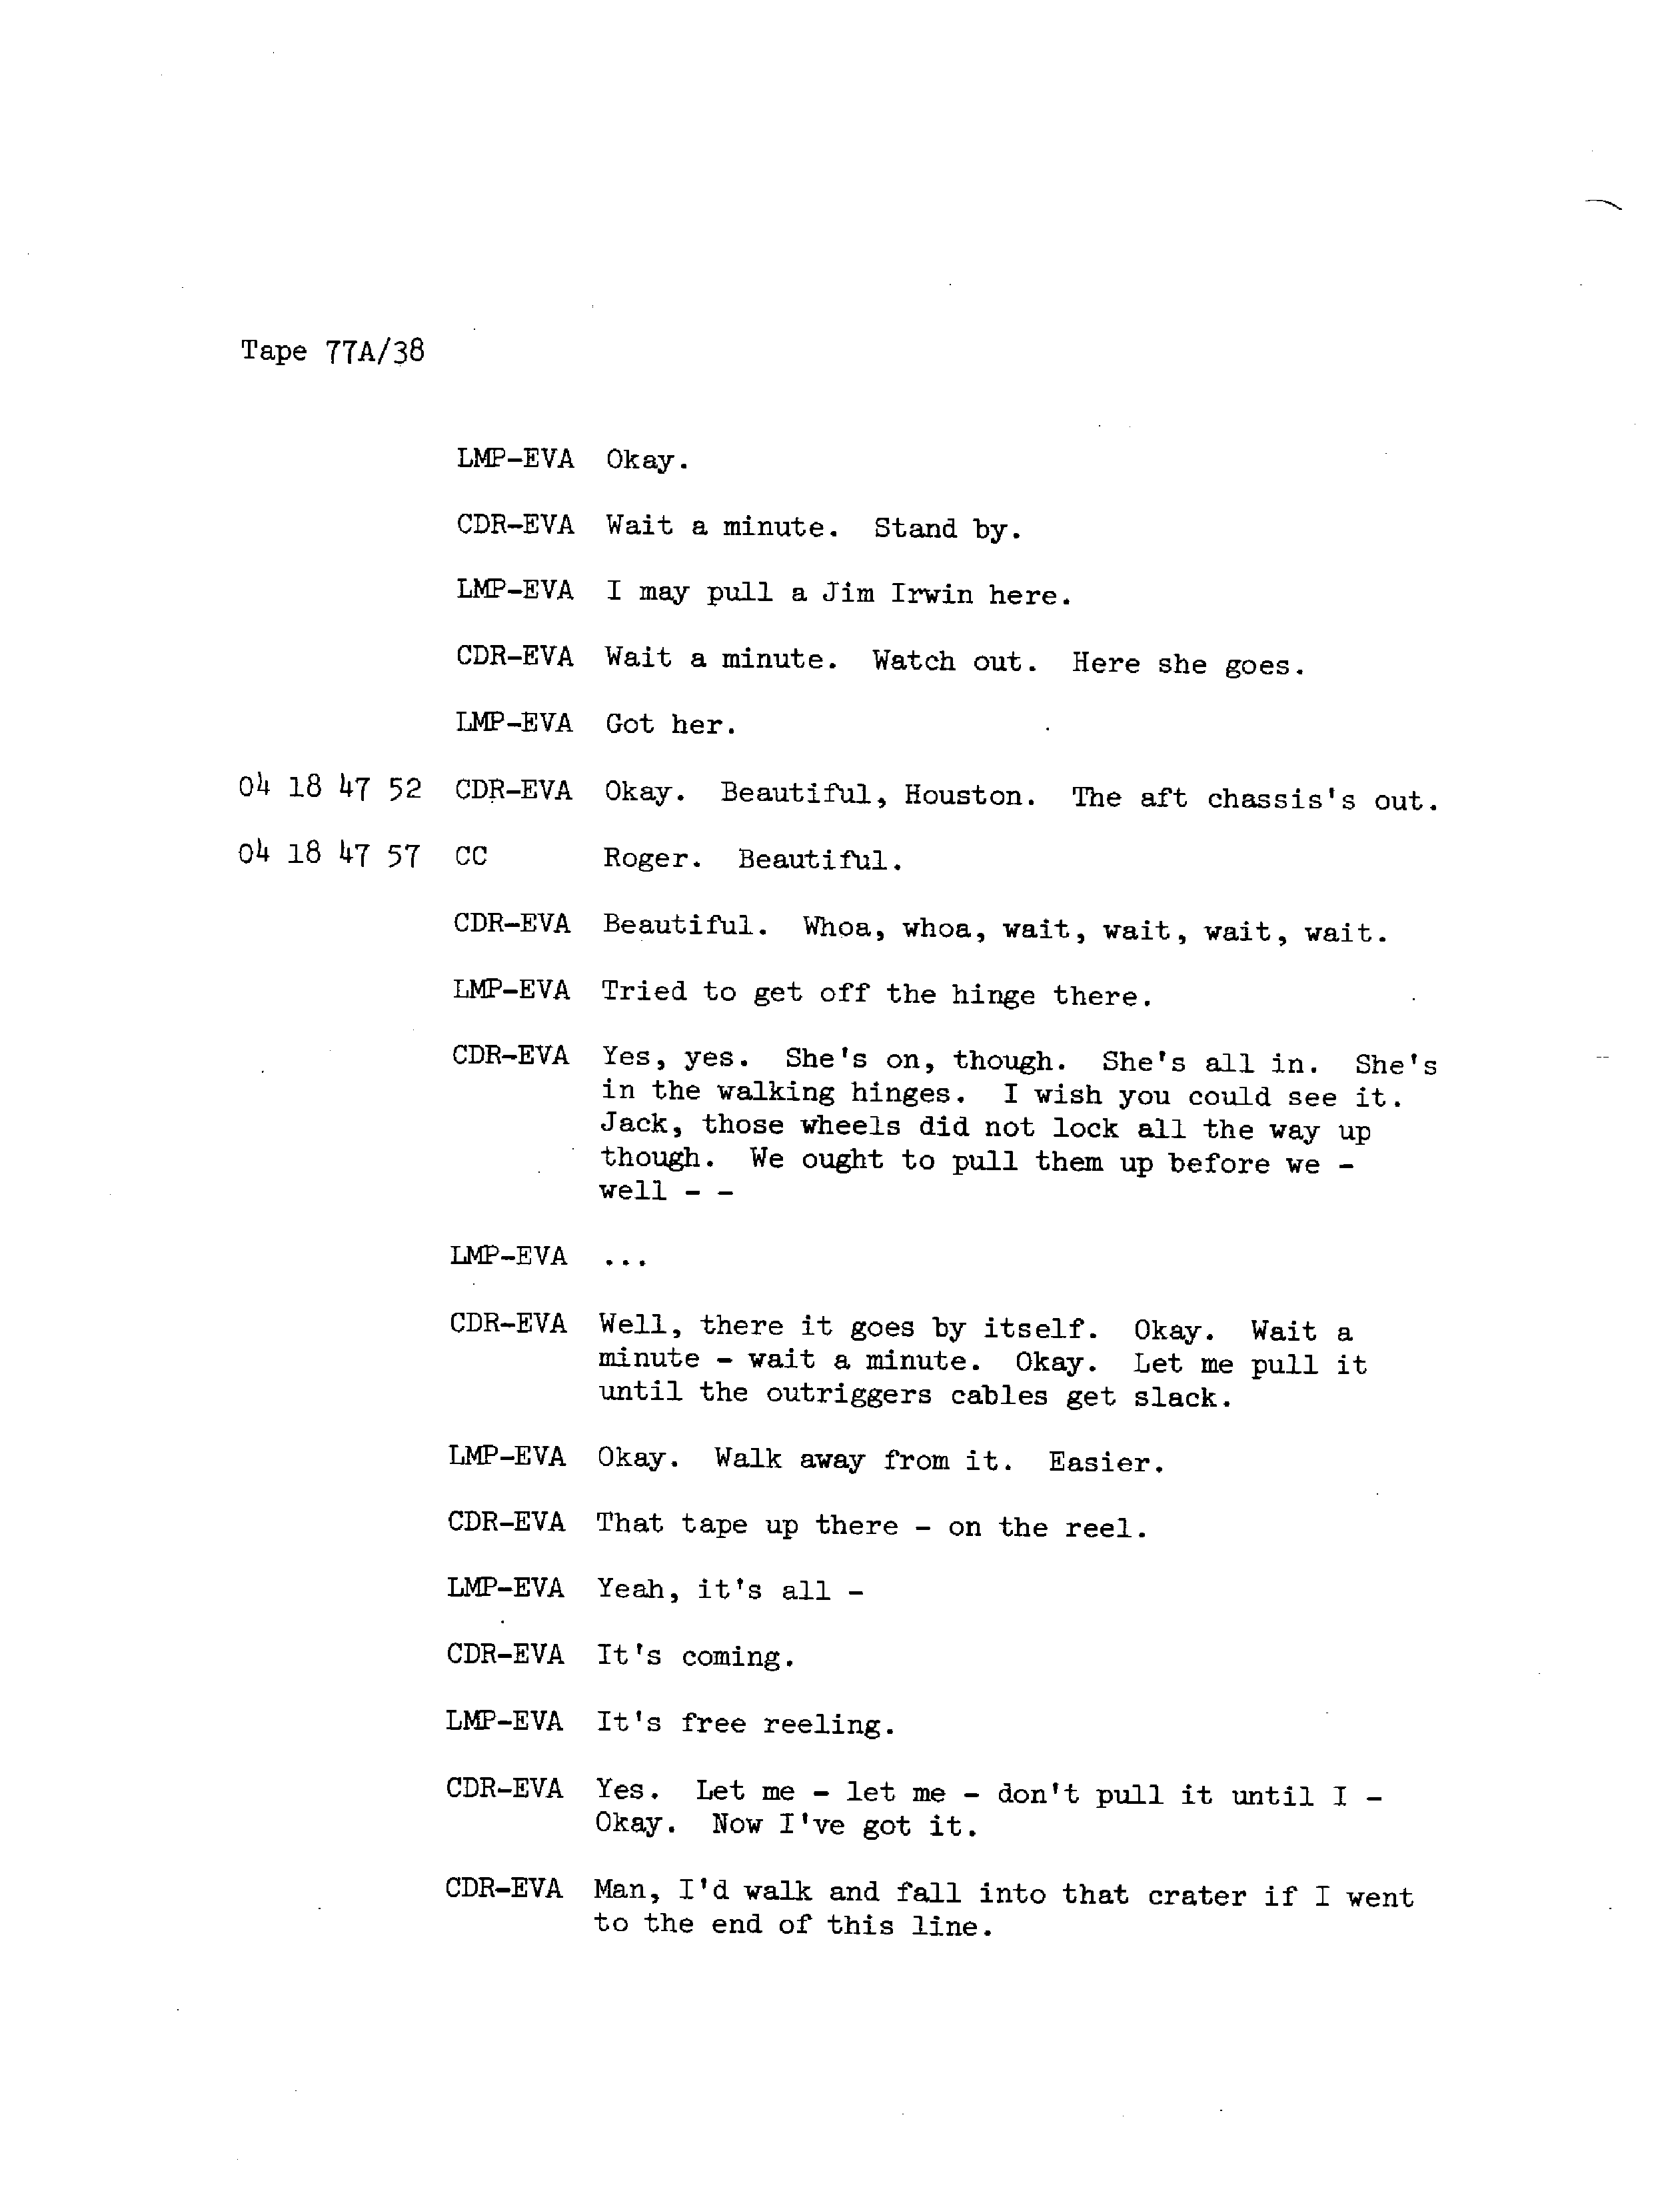 Tape 77A/38
LMP-EVA Okay.
CDR-EVA Wait a minute. Stand by.
LMP-EVA I may pull a Jim Irwin here.
CDR-EVA Wait a minute. Watch out. Here she goes.
LMP-EVA Got her.
04 18 47 52 CDR-EVA Okay. Beautiful, Houston. The aft chassis's out.
04 18 47 57 CC Roger. Beautiful.
CDR-EVA Beautiful. Whoa, whoa, wait, wait, wait, wait.
LMP-EVA Tried to get off the hinge there.
CDR-EVA Yes, yes. She's on, though. She's all in. She's
in the walking hinges. I wish you could see it.
Jack, those wheels did not lock all the way up
though. We ought to pull them up before we -
well - -
LMP-EVA ...
CDR-EVA Well, there it goes by itself. Okay. Wait a
minute - wait a minute. Okay. Let me pull it
until the outriggers cables get slack.
LMP-EVA Okay. Walk away from it. Easier.
CDR-EVA That tape up there - on the reel.
LMP-EVA Yeah, it's all -
CDR-EVA It's coming.
LMP-EVA It's free reeling.
CDR-EVA Yes. Let me - let me - don't pull it until I -
Okay. Now I've got it.
CDR-EVA Man, I'd walk and fall into that crater if I went
to the end of this line.